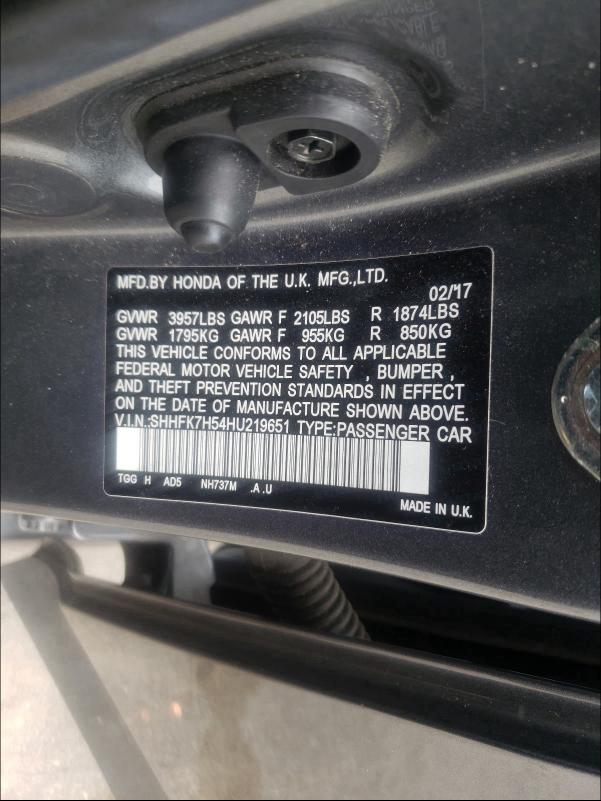 MFD.BY HONDA OF THE U.K. MFG.,LTD.
02/'17
GVWR 3957LBS GAWR F 2105LBS R 1874LBS
GVWR 1795KG GAWR F 955KG R 850KG
THIS VEHICLE CONFORMS TO ALL APPLICABLE
FEDERAL MOTOR VEHICLE SAFETY , BUMPER ,
AND THEFT PREVENTION STANDARDS IN EFFECT
ON THE DATE OF MANUFACTURE SHOWN ABOVE.
V.I.N.:SHHFK7H54HU219651 TYPE:PASSENGER CAR
TGG H AD5 NH737M .A.U
MADE IN U.K.